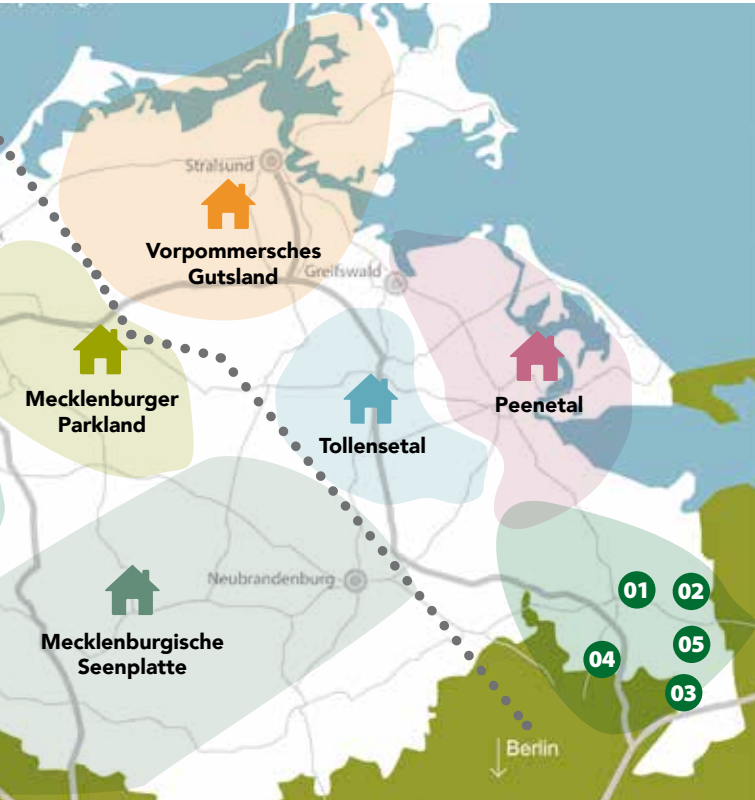 Stralsund
Vorpommersches
Gutsland
Greifswald
Mecklenburger
Parkland
Peenetal
Tollensetal
Neubrandenburg
01
02
Mecklenburgische
Seenplatte
05
04
03
Berlin